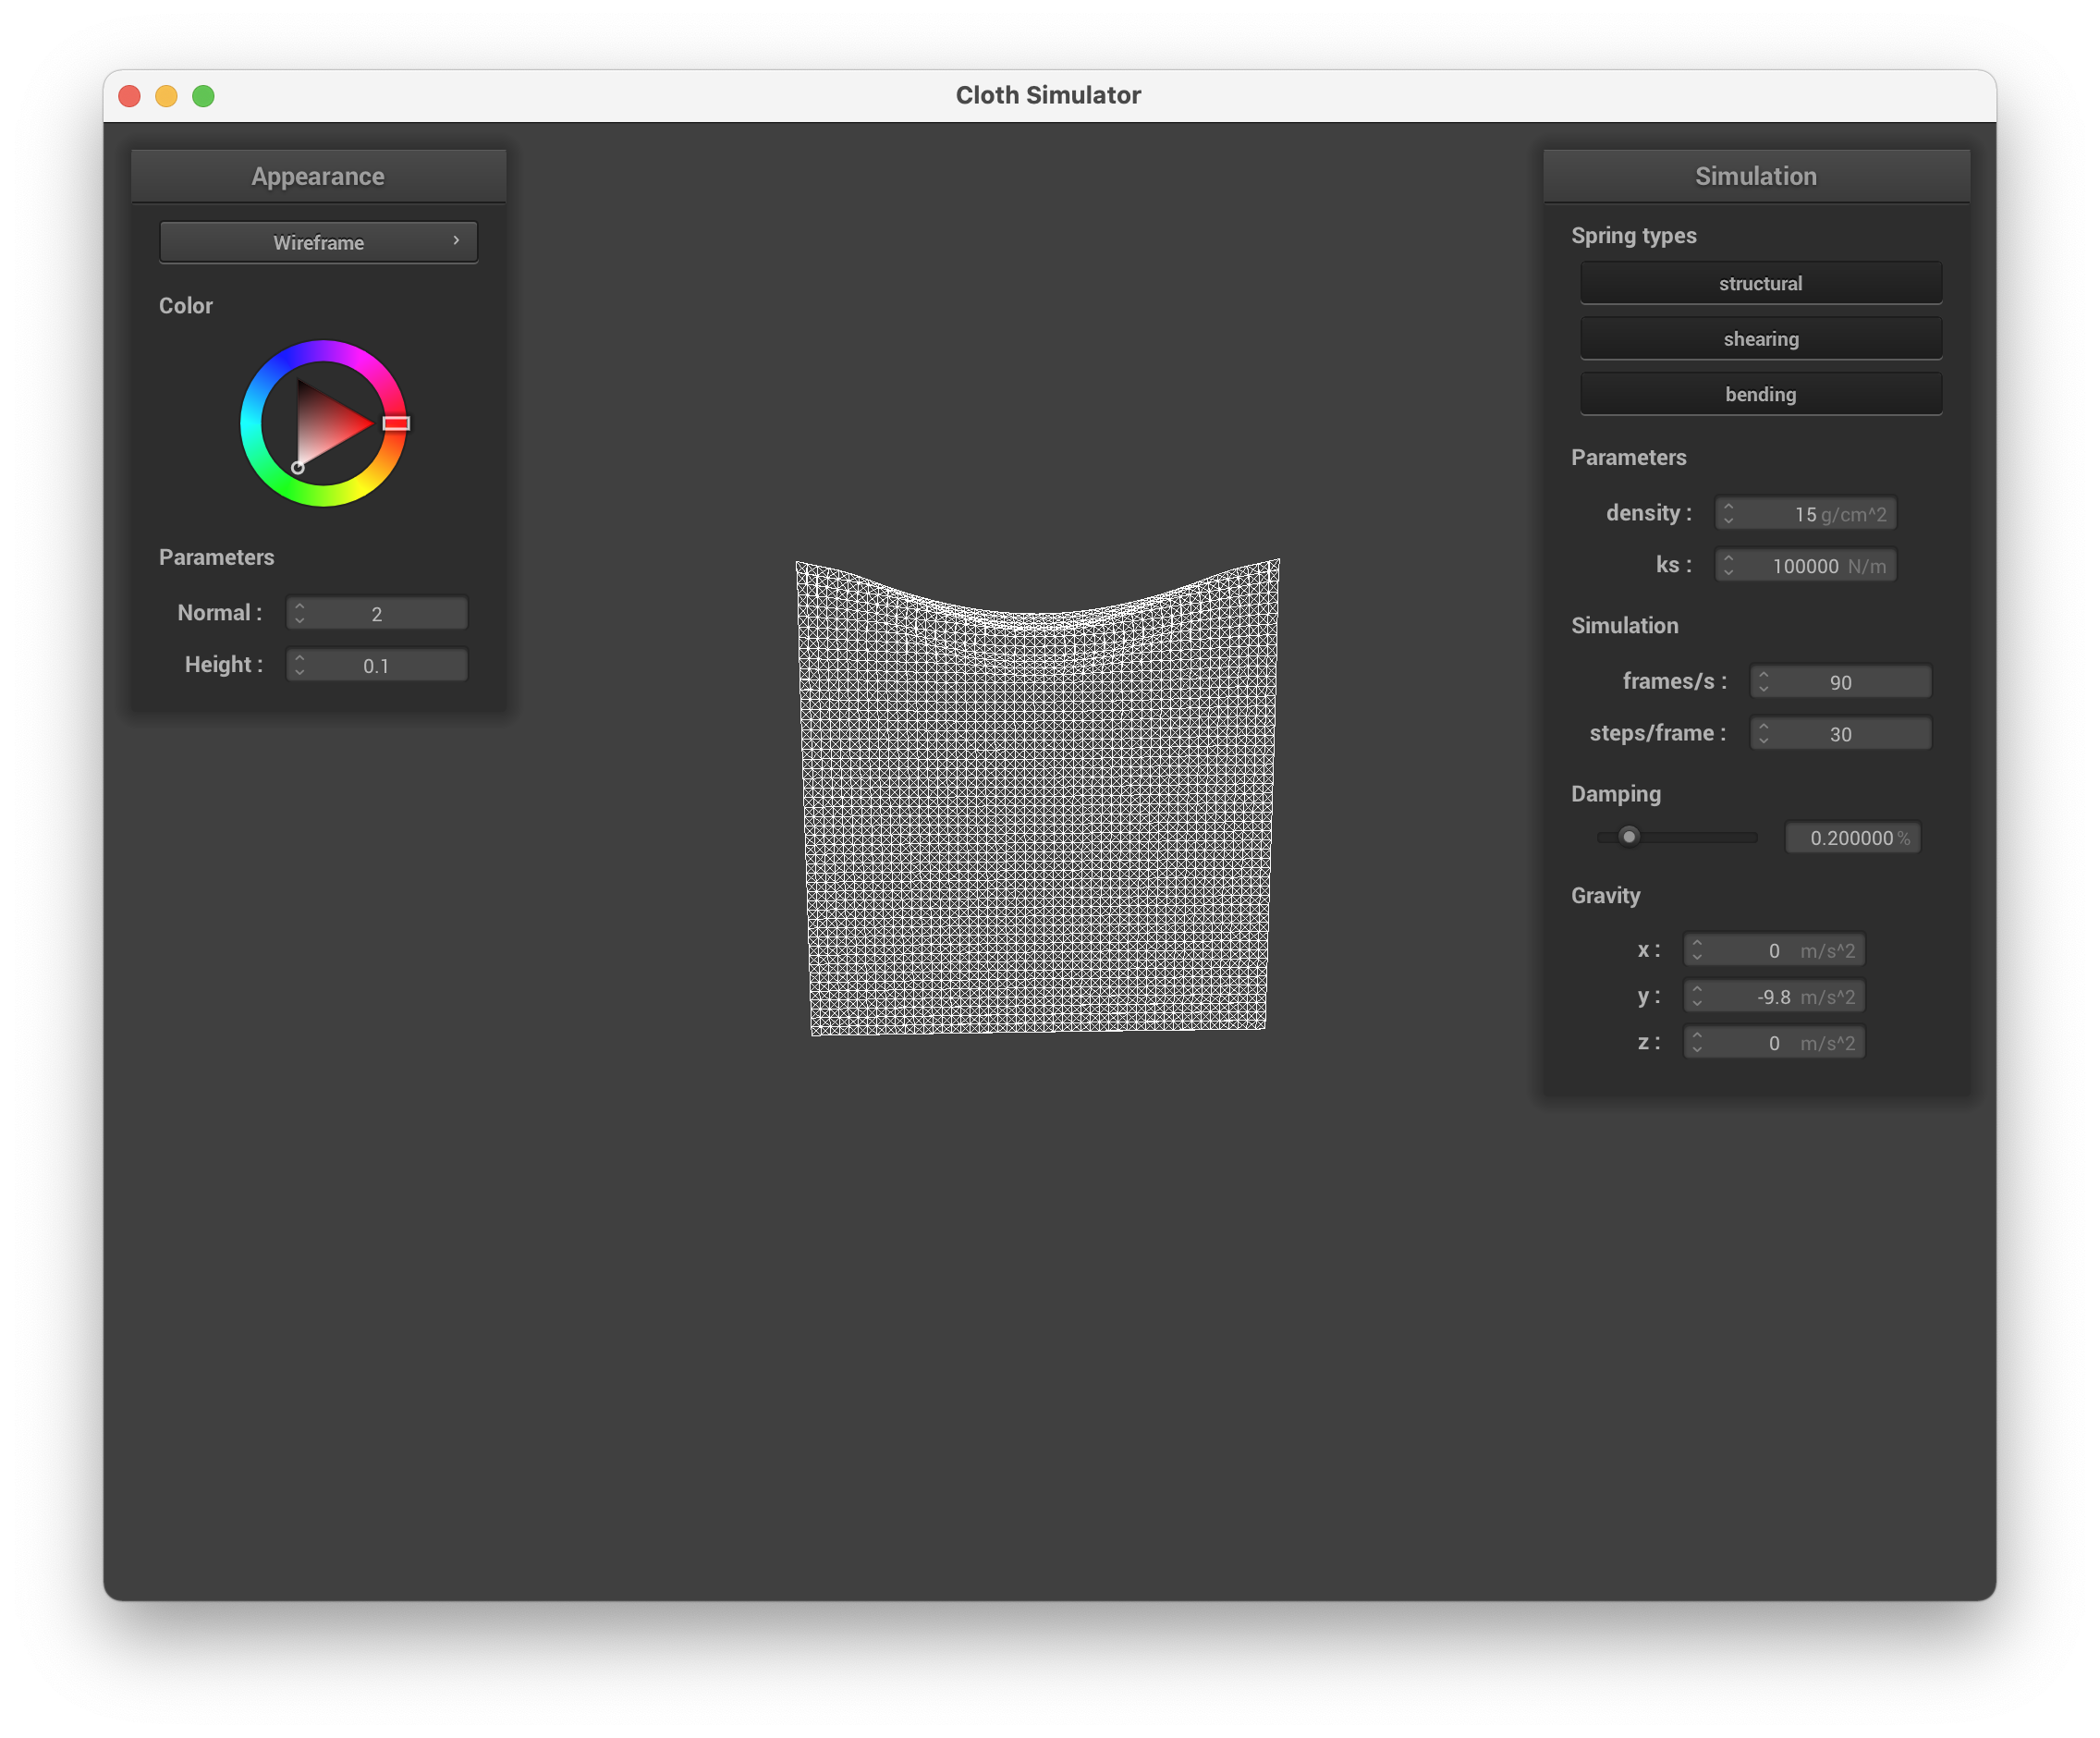 Cloth Simulator
Appearance
Wireframe
Color
Parameters
Normal : 2
Height : 0.1
Simulation
Spring types
structural
shearing
bending
Parameters
density : 15 g/cm^2
ks : 100000 N/m
Simulation
frames/s : 90
steps/frame : 30
Damping
0.200000 %
Gravity
x : 0 m/s^2
y : -9.8 m/s^2
z : 0 m/s^2